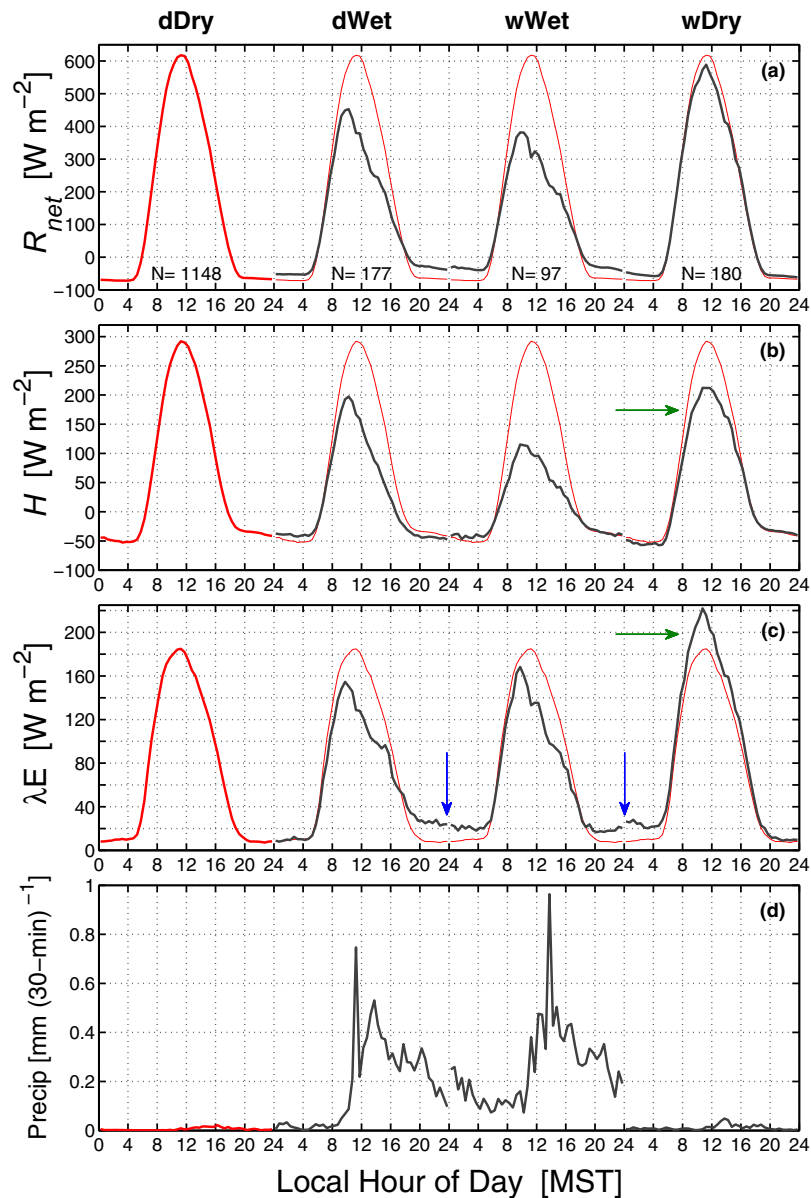 dDry dWet wWet wDry
(a)
R_net [W m−2]
600
500
400
300
200
100
0
−100
N= 1148 N= 177 N= 97 N= 180
0 4 8 12 16 20 24 4 8 12 16 20 24 4 8 12 16 20 24 4 8 12 16 20 24
(b)
H [W m−2]
300
250
200
150
100
50
0
−50
−100
0 4 8 12 16 20 24 4 8 12 16 20 24 4 8 12 16 20 24 4 8 12 16 20 24
(c)
λE [W m−2]
200
160
120
80
40
0
0 4 8 12 16 20 24 4 8 12 16 20 24 4 8 12 16 20 24 4 8 12 16 20 24
(d)
Precip [mm (30−min)−1]
1
0.8
0.6
0.4
0.2
0
0 4 8 12 16 20 24 4 8 12 16 20 24 4 8 12 16 20 24 4 8 12 16 20 24
Local Hour of Day [MST]